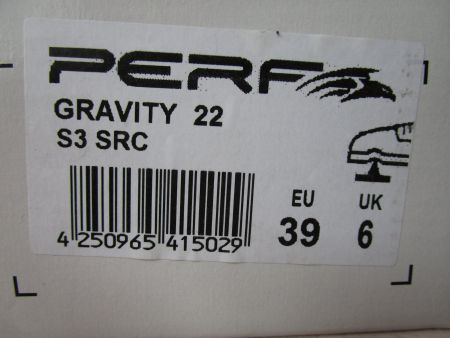 PERF
GRAVITY 22
S3 SRC
EU UK
39 6
4 250965 415029